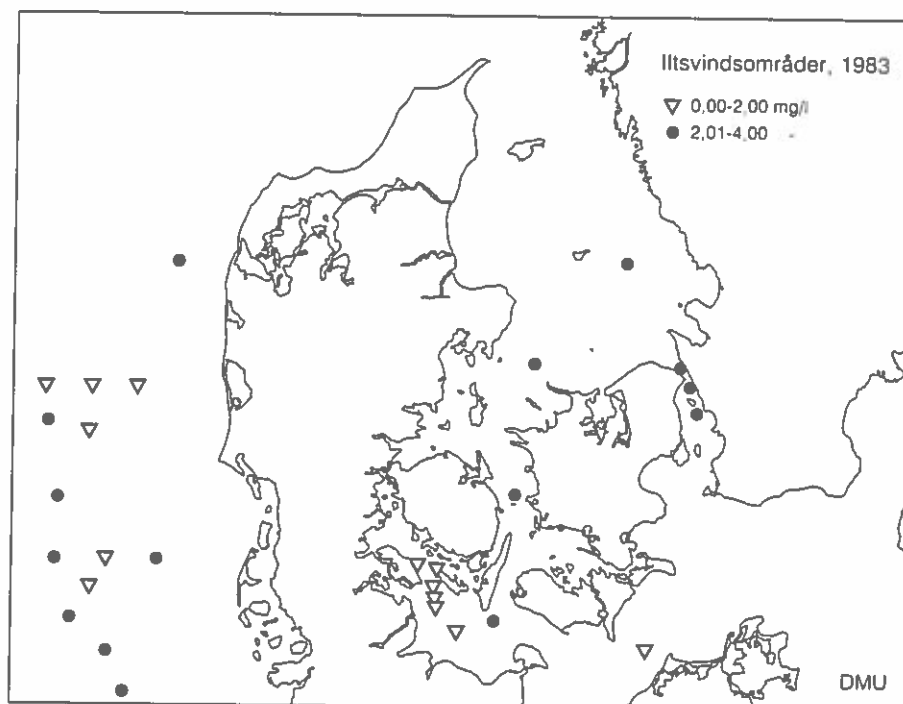 Iltsvindsområder, 1983
▽ 0,00-2,00 mg/l
● 2,01-4,00 -
DMU